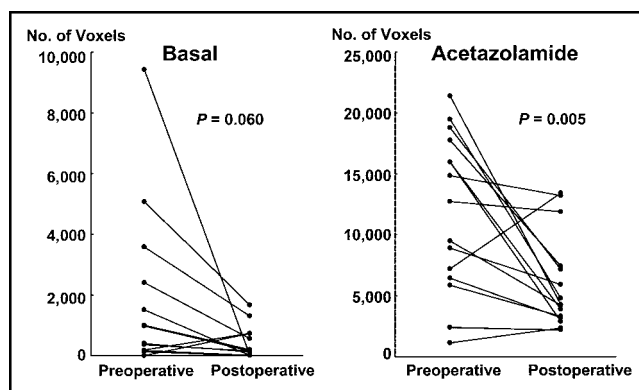 No. of Voxels
Basal
10,000
8,000
6,000
4,000
2,000
0
P = 0.060
Preoperative Postoperative
No. of Voxels
Acetazolamide
25,000
20,000
15,000
10,000
5,000
0
P = 0.005
Preoperative Postoperative